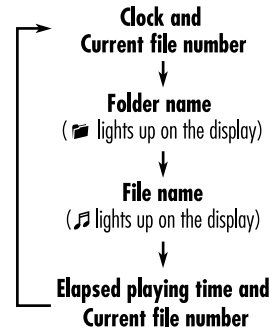 Clock and
Current file number
Folder name
( lights up on the display)
File name
( lights up on the display)
Elapsed playing time and
Current file number